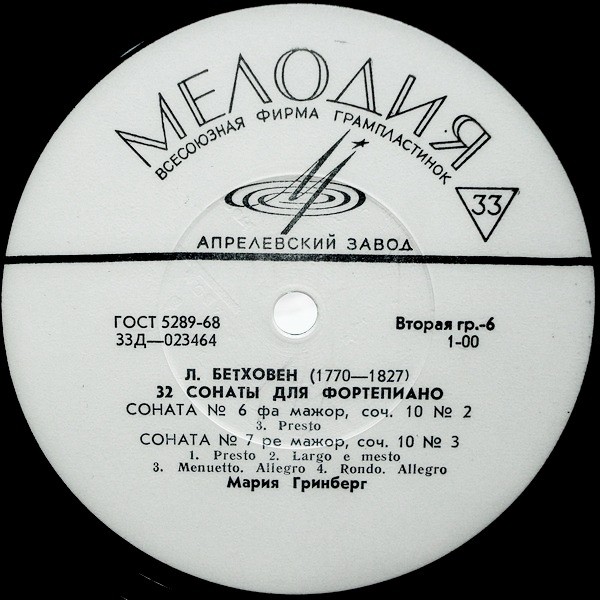 МЕЛОДИЯ
ВСЕСОЮЗНАЯ ФИРМА ГРАМПЛАСТИНОК
33
АПРЕЛЕВСКИЙ ЗАВОД
ГОСТ 5289-68
Вторая гр.-6
33Д—023464
1-00
Л. БЕТХОВЕН (1770—1827)
32 СОНАТЫ ДЛЯ ФОРТЕПИАНО
СОНАТА № 6 фа мажор, соч. 10 № 2
3. Presto
СОНАТА № 7 ре мажор, соч. 10 № 3
1. Presto 2. Largo e mesto
3. Menuetto. Allegro 4. Rondo. Allegro
Мария Гринберг